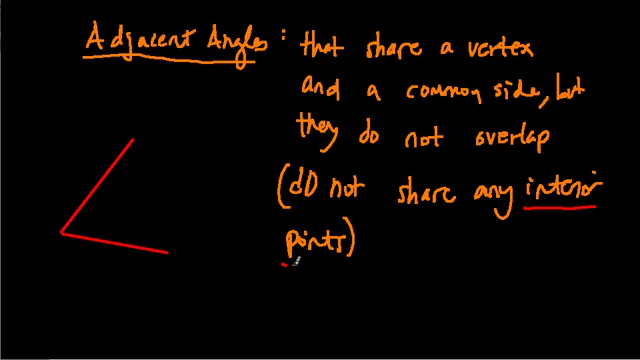 Adjacent Angles: that share a vertex
and a common side, but
they do not overlap
(do not share any interior
points)